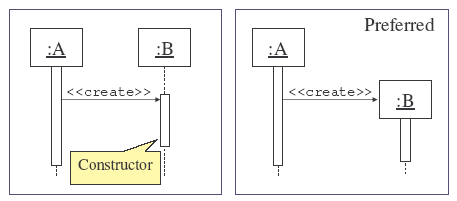 :A
:B
<<create>>
Constructor
Preferred
:A
<<create>>
:B